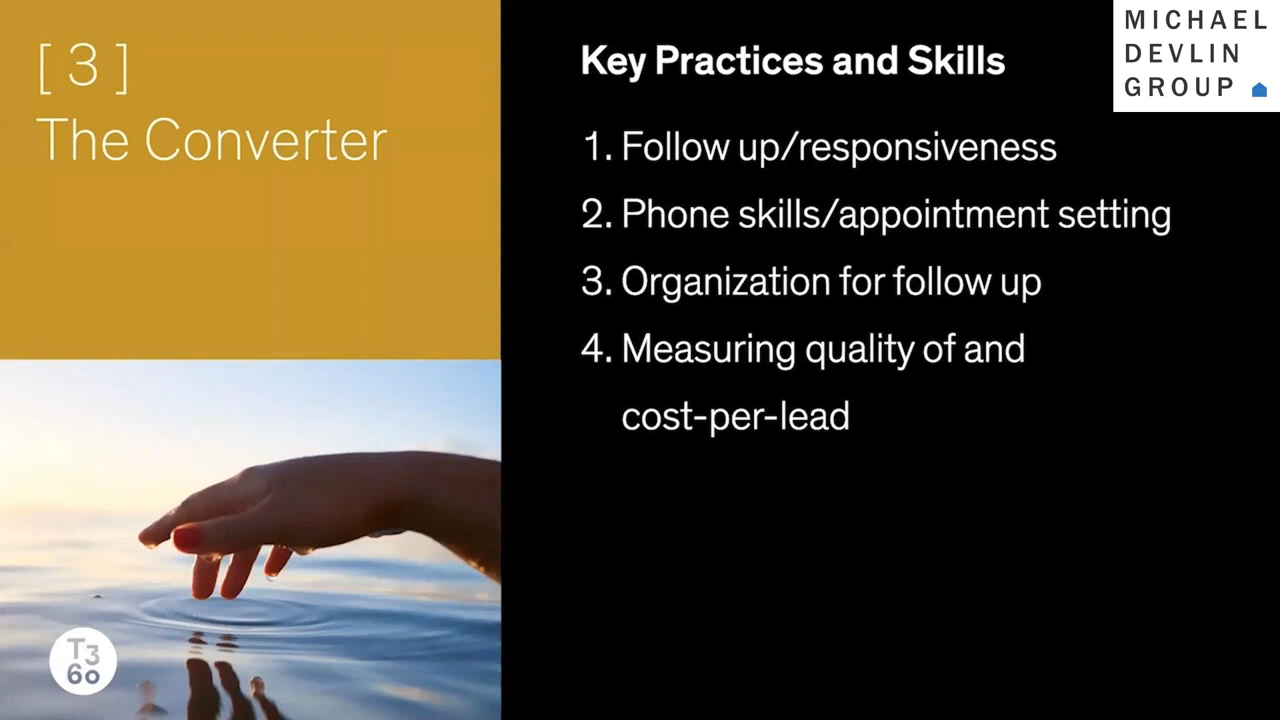 [ 3 ]
The Converter
Key Practices and Skills
1. Follow up/responsiveness
2. Phone skills/appointment setting
3. Organization for follow up
4. Measuring quality of and
cost-per-lead
MICHAEL
DEVLIN
GROUP
T3
60